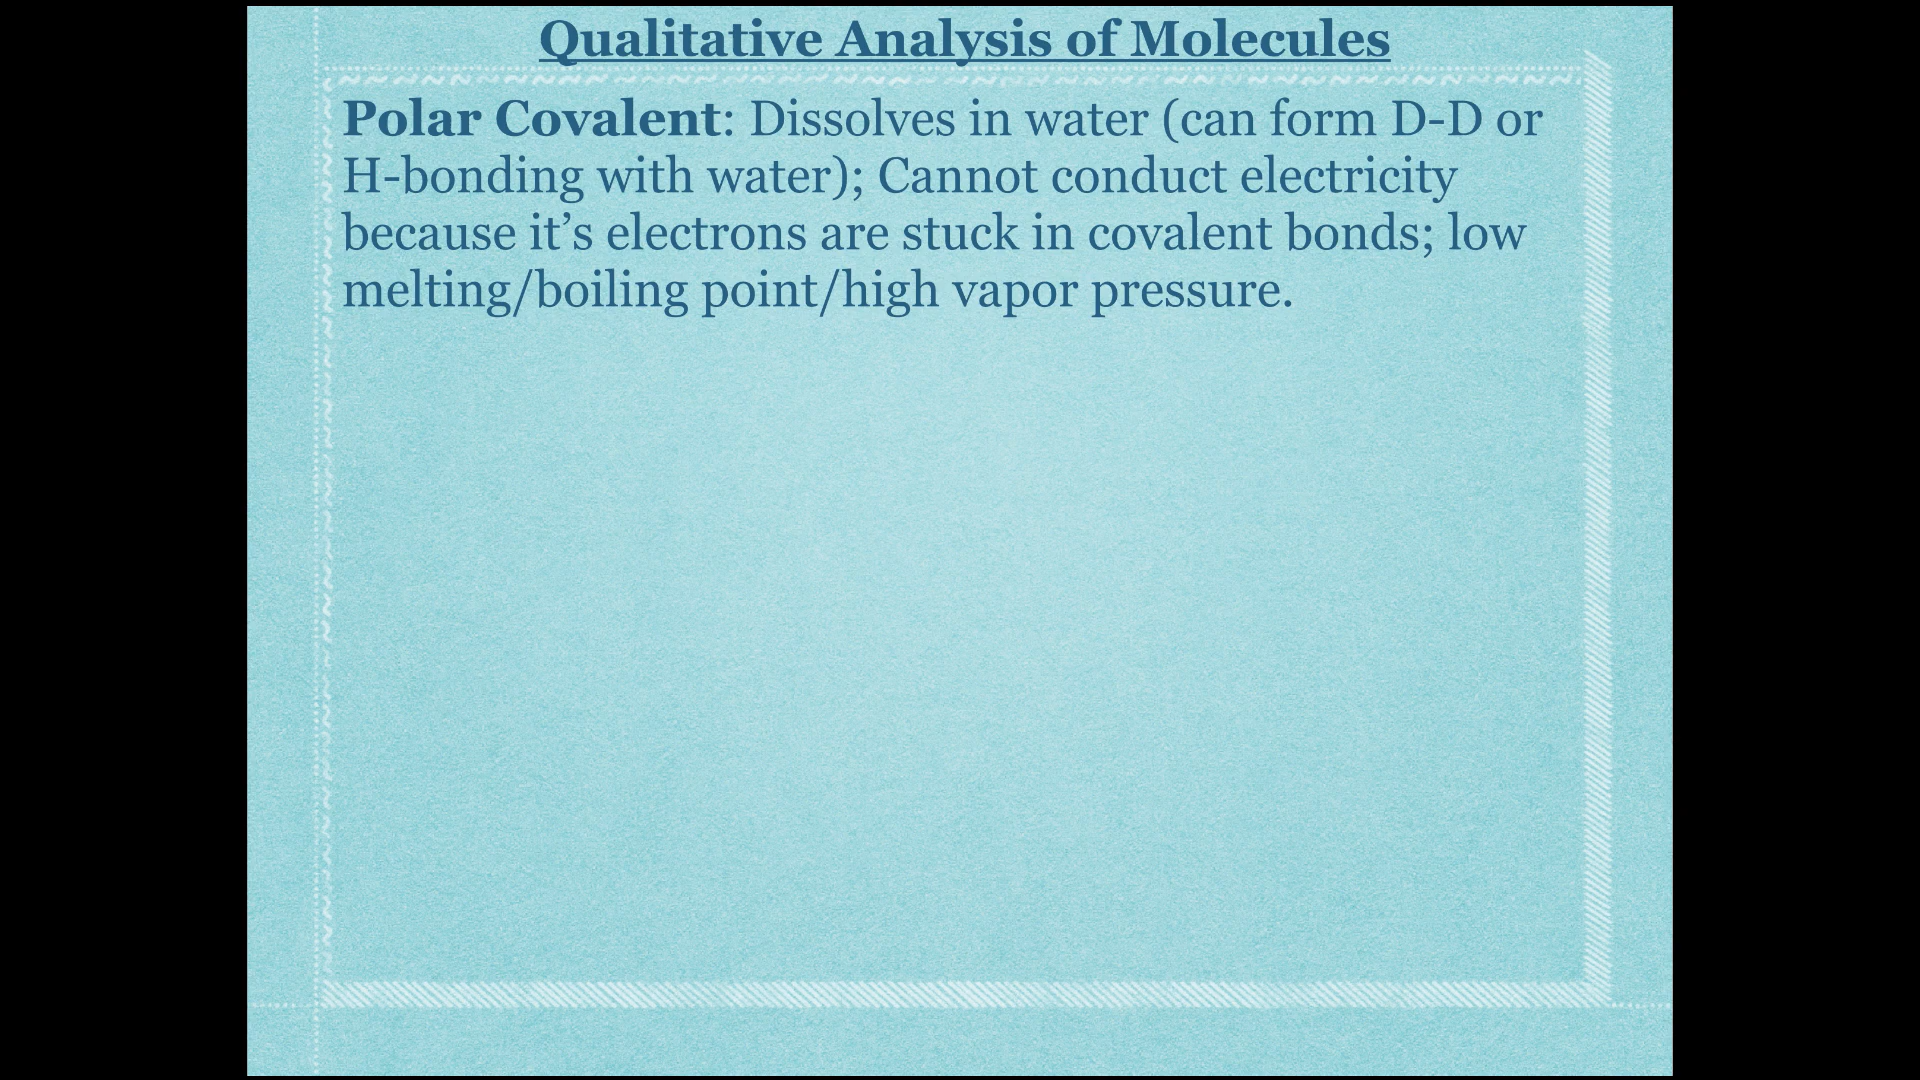 Qualitative Analysis of Molecules
Polar Covalent: Dissolves in water (can form D-D or
H-bonding with water); Cannot conduct electricity
because it’s electrons are stuck in covalent bonds; low
melting/boiling point/high vapor pressure.